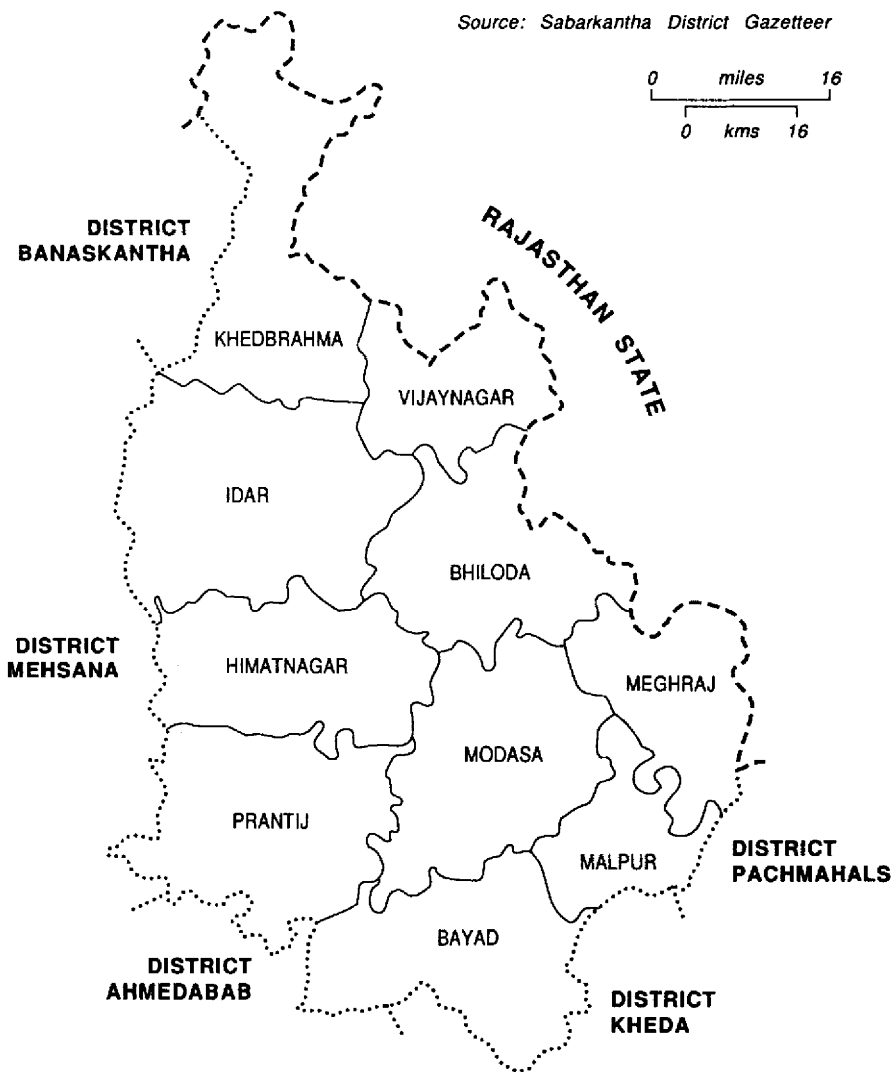 Source: Sabarkantha District Gazetteer
0 miles 16
0 kms 16
DISTRICT
BANASKANTHA
RAJASTHAN STATE
KHEDBRAHMA
VIJAYNAGAR
IDAR
BHILODA
DISTRICT
MEHSANA
HIMATNAGAR
MEGHRAJ
MODASA
PRANTIJ
MALPUR
DISTRICT
PACHMAHALS
BAYAD
DISTRICT
AHMEDABAB
DISTRICT
KHEDA